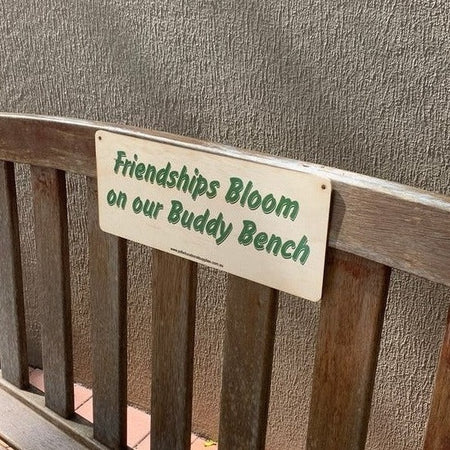 Friendships Bloom
on our Buddy Bench